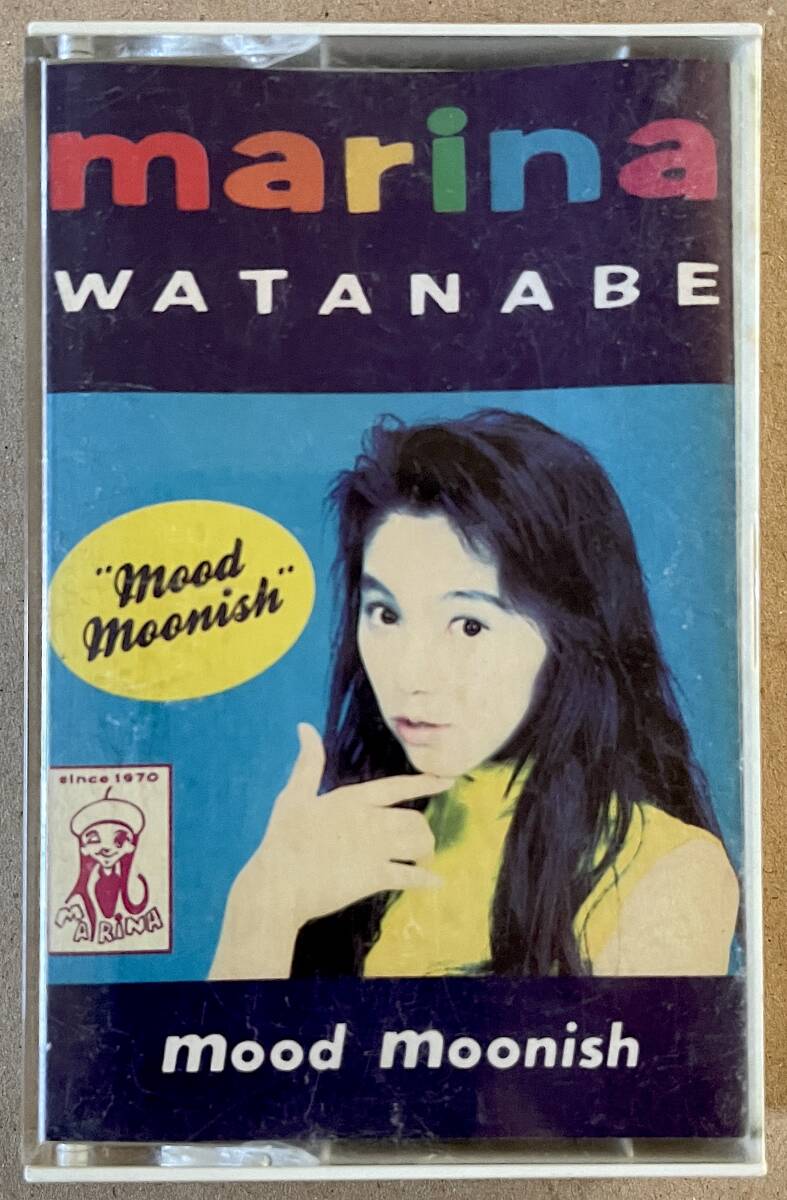 marina
WATANABE
"Mood
Moonish"
since 1970
MARINA
mood moonish